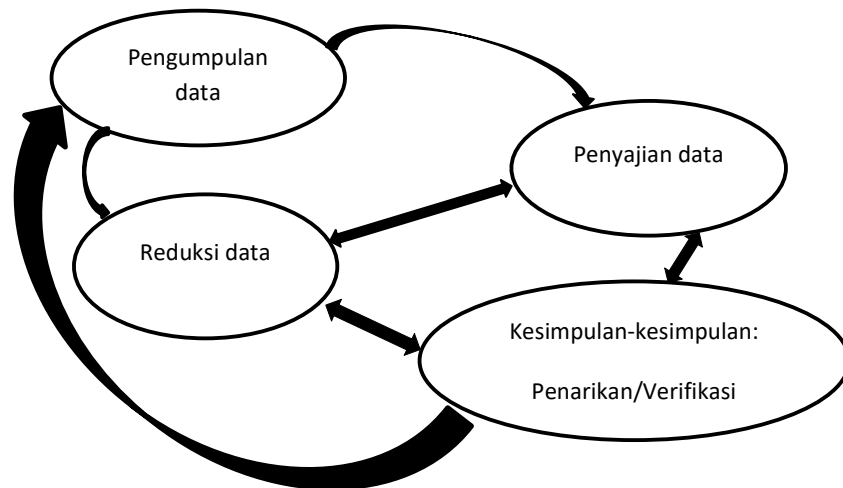 Pengumpulan
data
Penyajian data
Reduksi data
Kesimpulan-kesimpulan:
Penarikan/Verifikasi